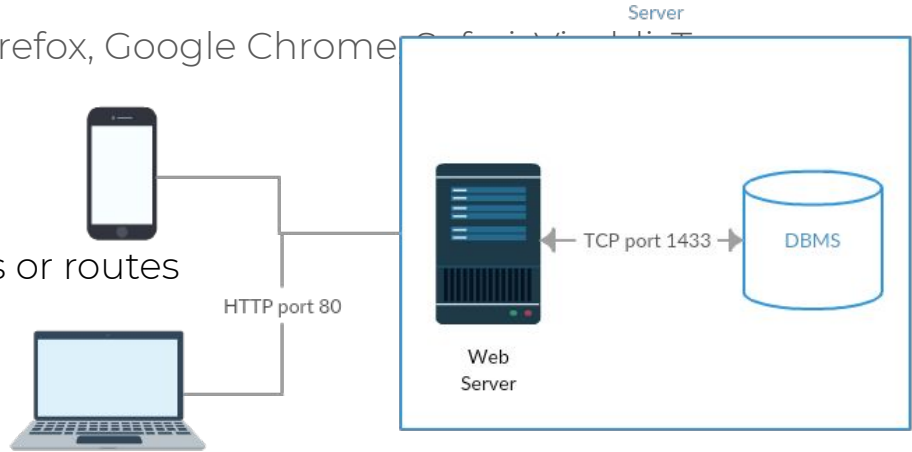 Server
refox, Google Chrome
s or routes
HTTP port 80
TCP port 1433
DBMS
Web
Server